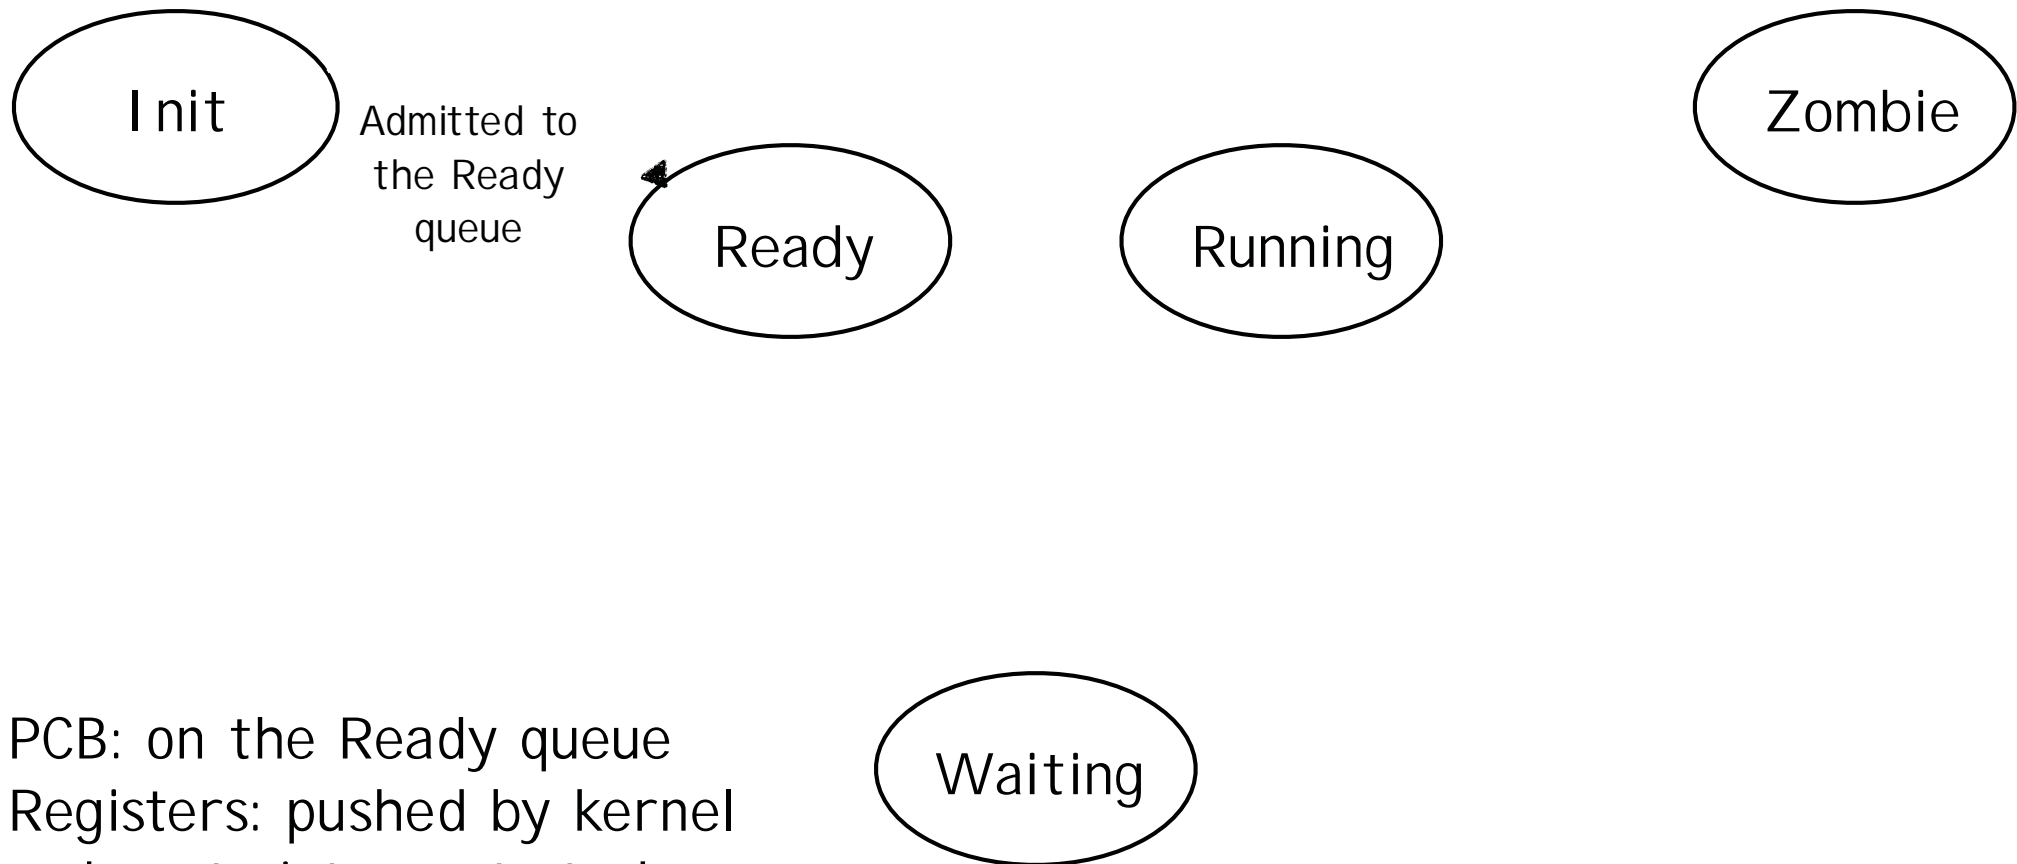 Init
Zombie
Admitted to
the Ready
queue
Ready
Running
Waiting
PCB: on the Ready queue
Registers: pushed by kernel